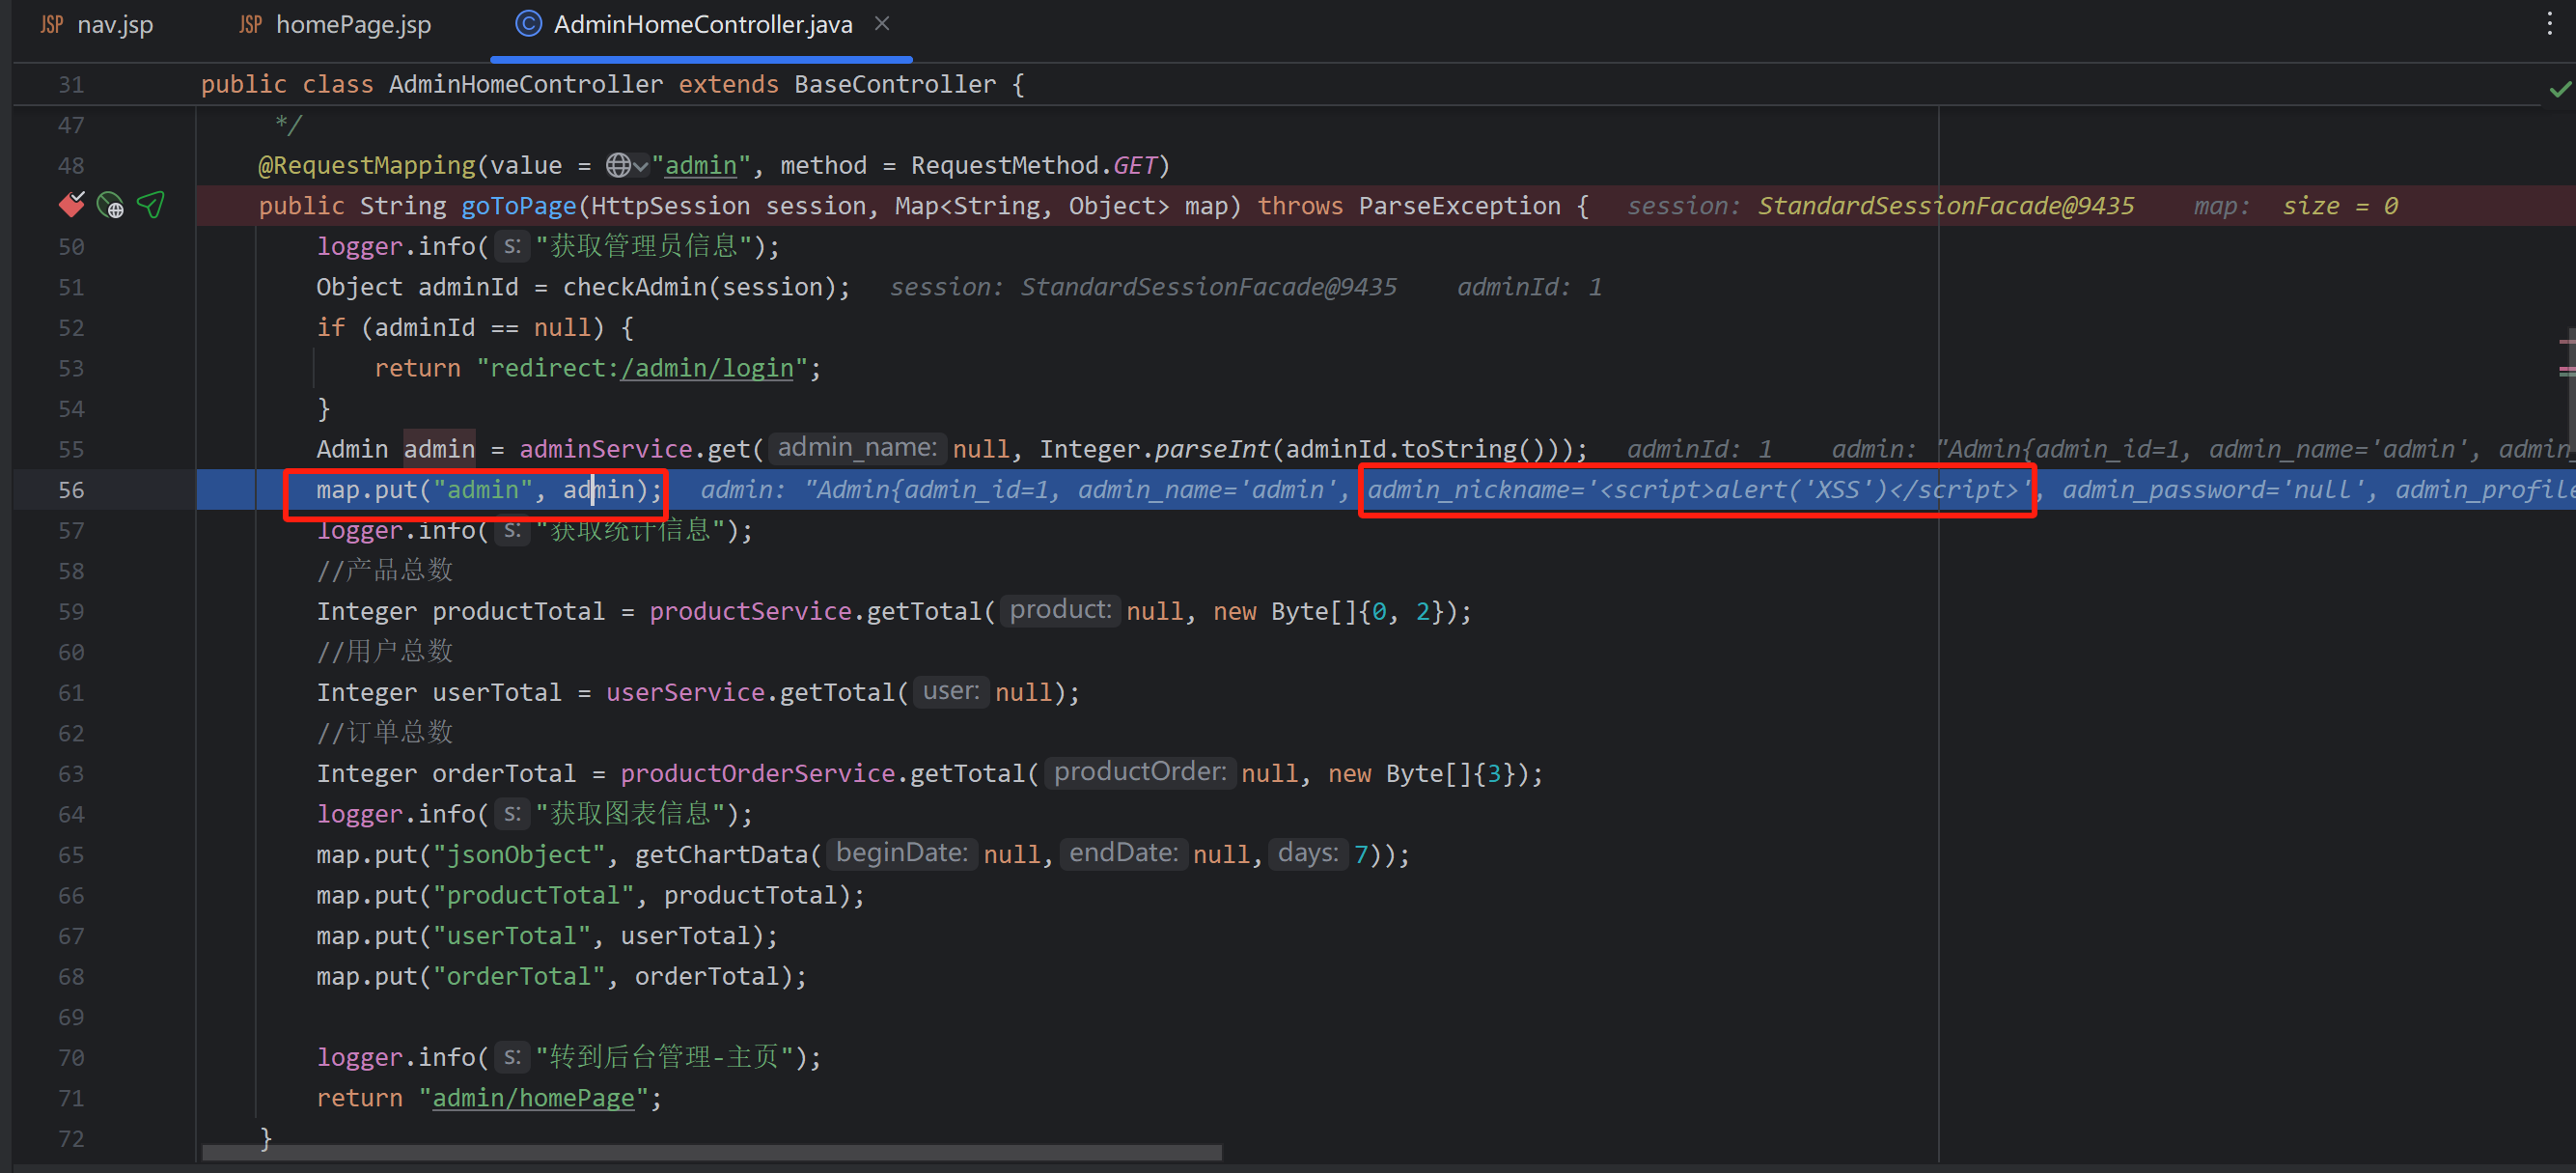 JSP nav.jsp JSP homePage.jsp © AdminHomeController.java ×
31 public class AdminHomeController extends BaseController {
47 */
48 @RequestMapping(value = "admin", method = RequestMethod.GET)
public String goToPage(HttpSession session, Map<String, Object> map) throws ParseException { session: StandardSessionFacade@9435 map: size = 0
50 logger.info( s: "获取管理员信息");
51 Object adminId = checkAdmin(session); session: StandardSessionFacade@9435 adminId: 1
52 if (adminId == null) {
53 return "redirect:/admin/login";
54 }
55 Admin admin = adminService.get( admin_name: null, Integer.parseInt(adminId.toString())); adminId: 1 admin: "Admin{admin_id=1, admin_name='admin', admin_
56 map.put("admin", admin); admin: "Admin{admin_id=1, admin_name='admin', admin_nickname='<script>alert('XSS')</script>', admin_password='null', admin_profile
57 logger.info( s: "获取统计信息");
58 //产品总数
59 Integer productTotal = productService.getTotal( product: null, new Byte[]{0, 2});
60 //用户总数
61 Integer userTotal = userService.getTotal( user: null);
62 //订单总数
63 Integer orderTotal = productOrderService.getTotal( productOrder: null, new Byte[]{3});
64 logger.info( s: "获取图表信息");
65 map.put("jsonObject", getChartData( beginDate: null, endDate: null, days: 7));
66 map.put("productTotal", productTotal);
67 map.put("userTotal", userTotal);
68 map.put("orderTotal", orderTotal);
69
70 logger.info( s: "转到后台管理-主页");
71 return "admin/homePage";
72 }